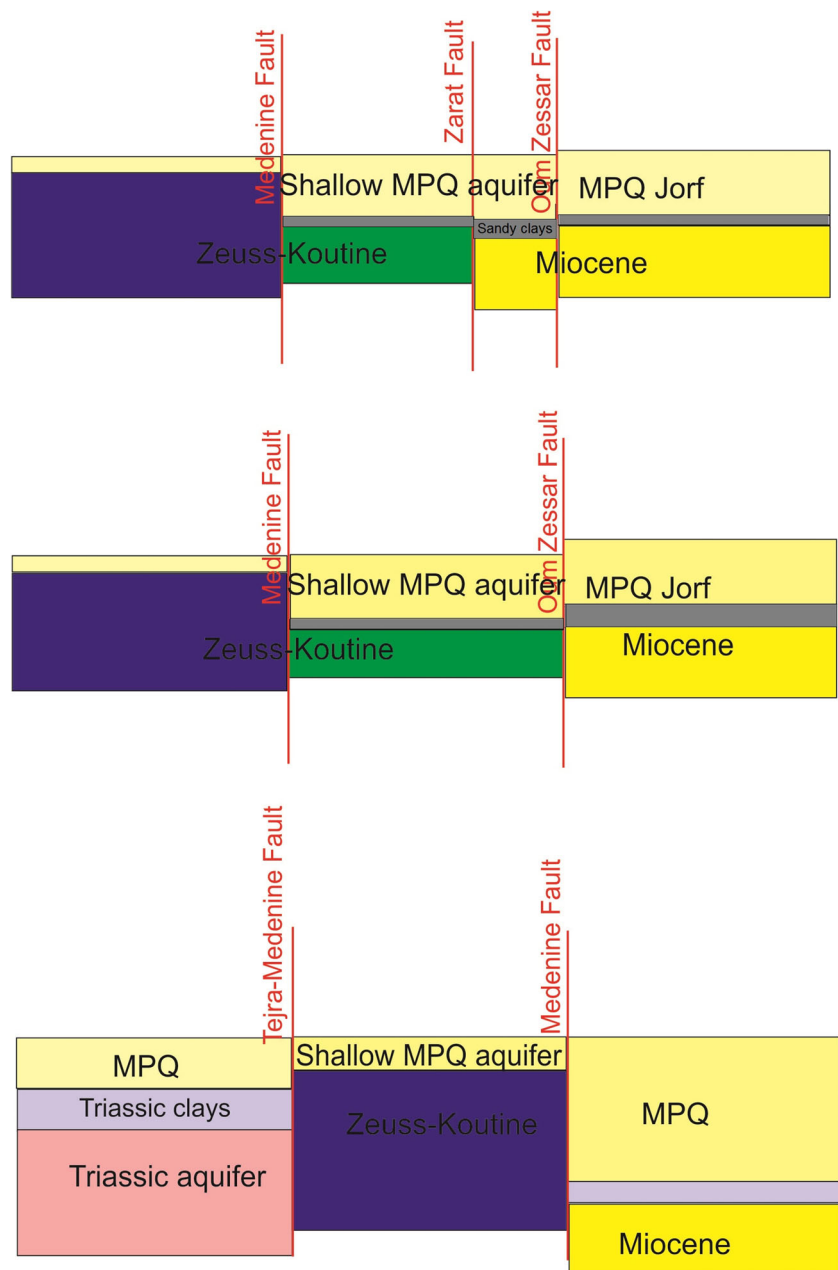 Medenine Fault
Zarat Fault
Oum Zessar Fault
Shallow MPQ aquifer
MPQ Jorf
Sandy clays
Zeuss-Koutine
Miocene
Medenine Fault
Oum Zessar Fault
Shallow MPQ aquifer
MPQ Jorf
Zeuss-Koutine
Miocene
Tejra-Medenine Fault
Medenine Fault
MPQ
Shallow MPQ aquifer
Triassic clays
Zeuss-Koutine
MPQ
Triassic aquifer
Miocene